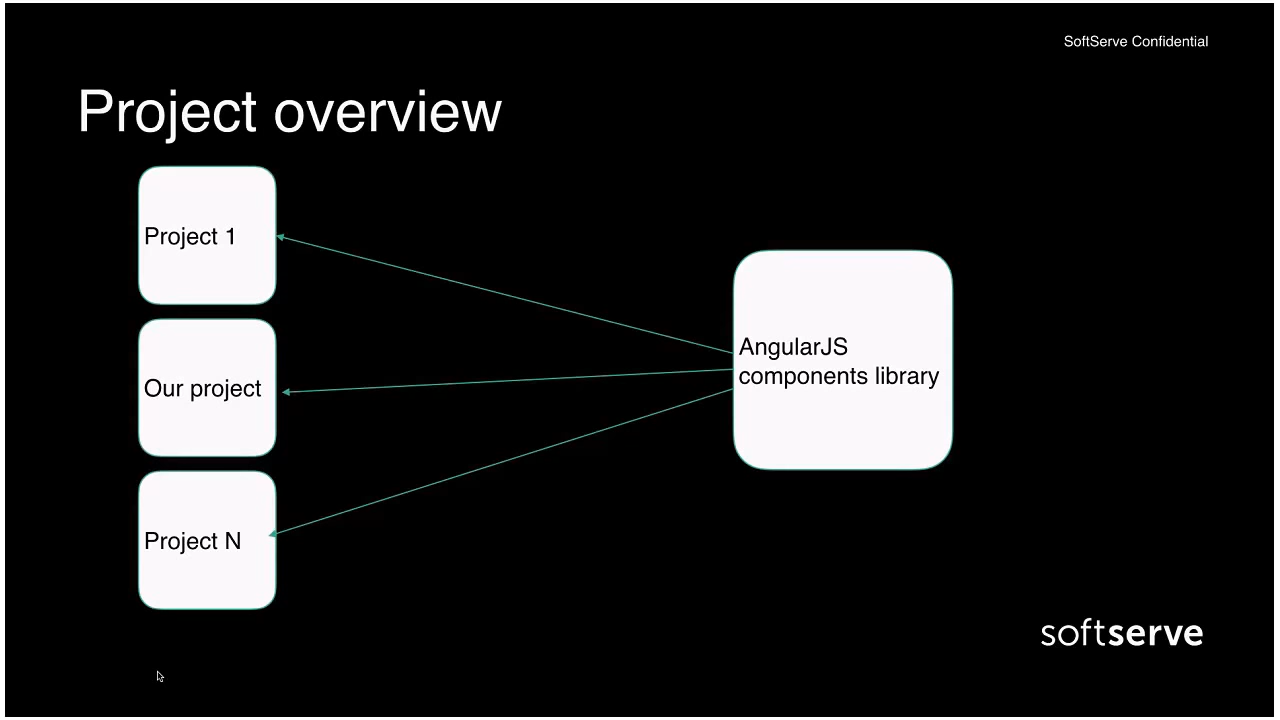 SoftServe Confidential
Project overview
Project 1
Our project
Project N
AngularJS
components library
softserve